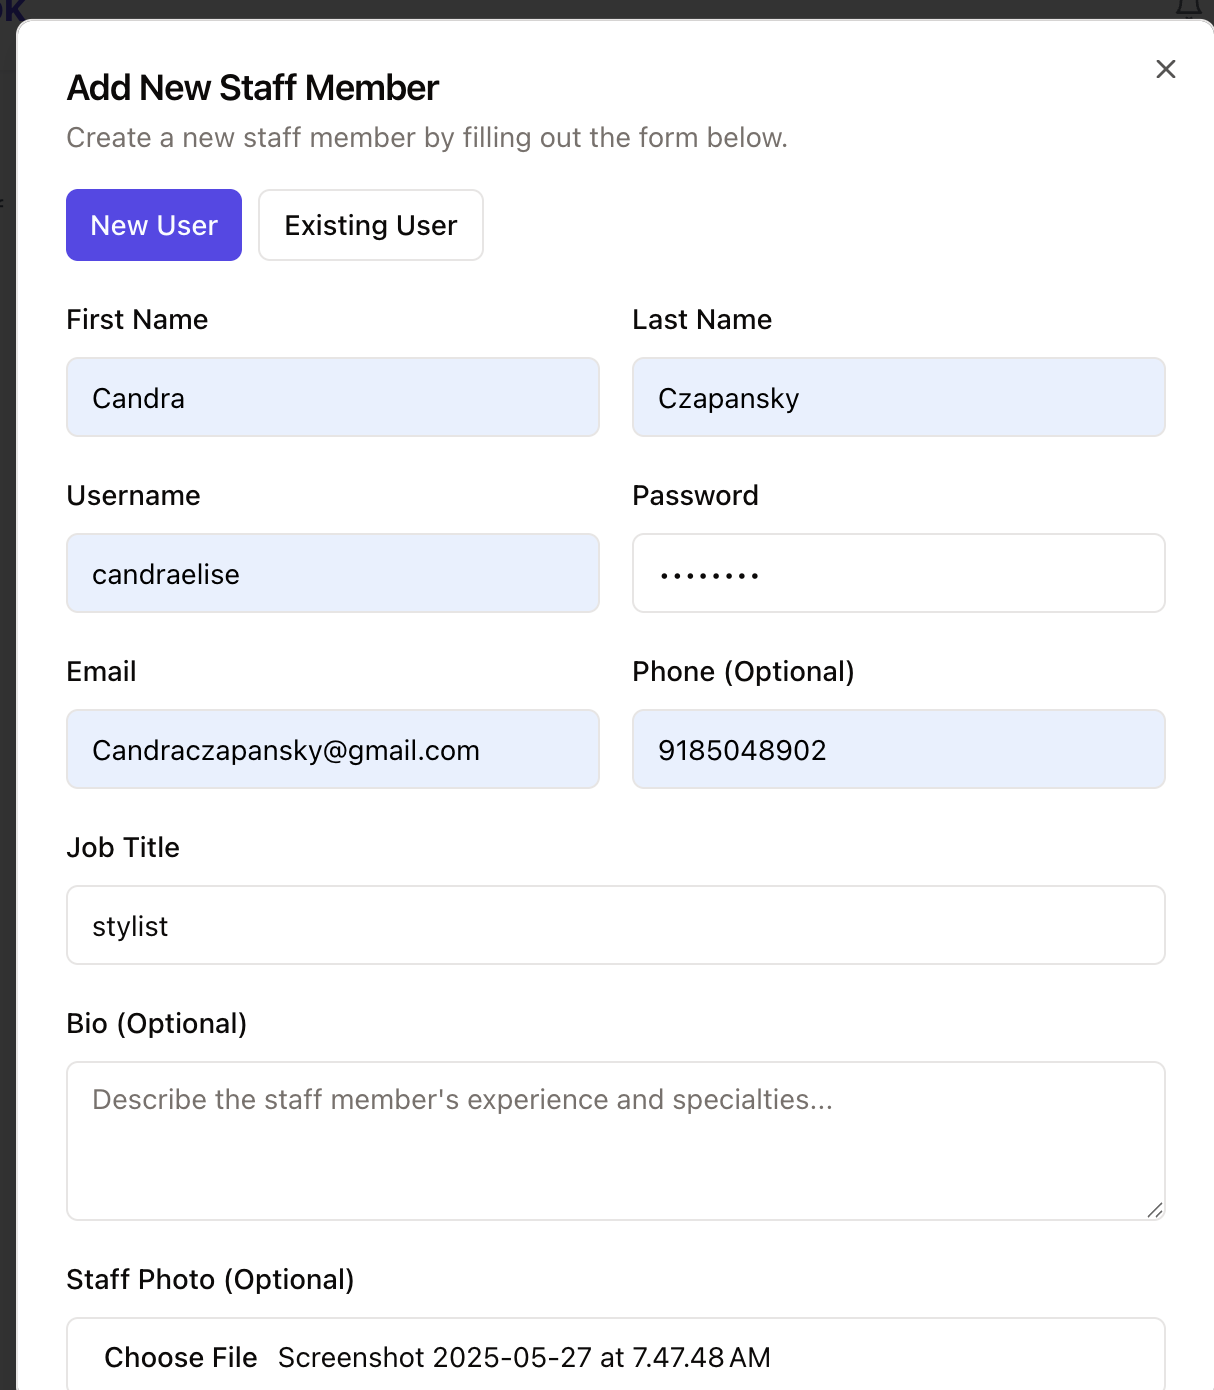 Add New Staff Member
Create a new staff member by filling out the form below.
New User Existing User
First Name Last Name
Candra Czapansky
Username Password
candraelise ••••••••
Email Phone (Optional)
Candraczapansky@gmail.com 9185048902
Job Title
stylist
Bio (Optional)
Describe the staff member's experience and specialties...
Staff Photo (Optional)
Choose File Screenshot 2025-05-27 at 7.47.48 AM